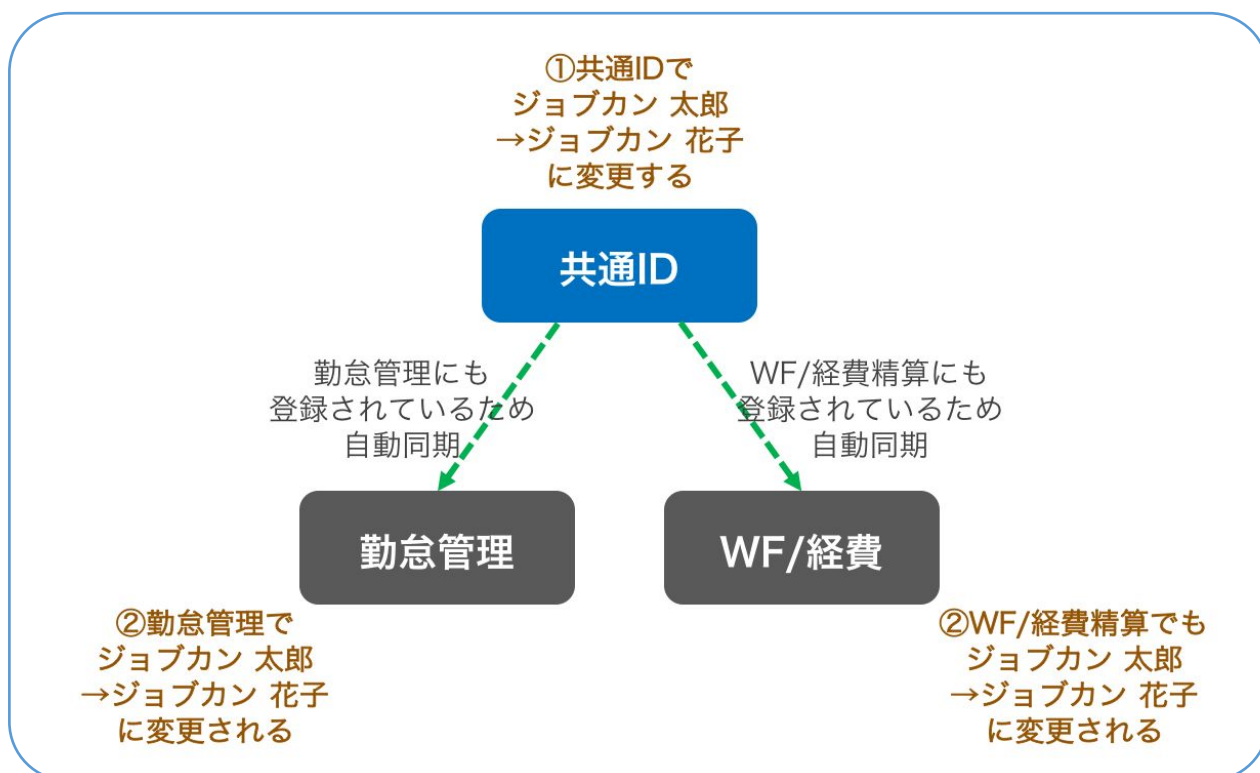 ①共通IDで
ジョブカン 太郎
→ジョブカン 花子
に変更する
共通ID
勤怠管理にも
登録されているため
自動同期
WF/経費精算にも
登録されているため
自動同期
勤怠管理
WF/経費
②勤怠管理で
ジョブカン 太郎
→ジョブカン 花子
に変更される
②WF/経費精算でも
ジョブカン 太郎
→ジョブカン 花子
に変更される